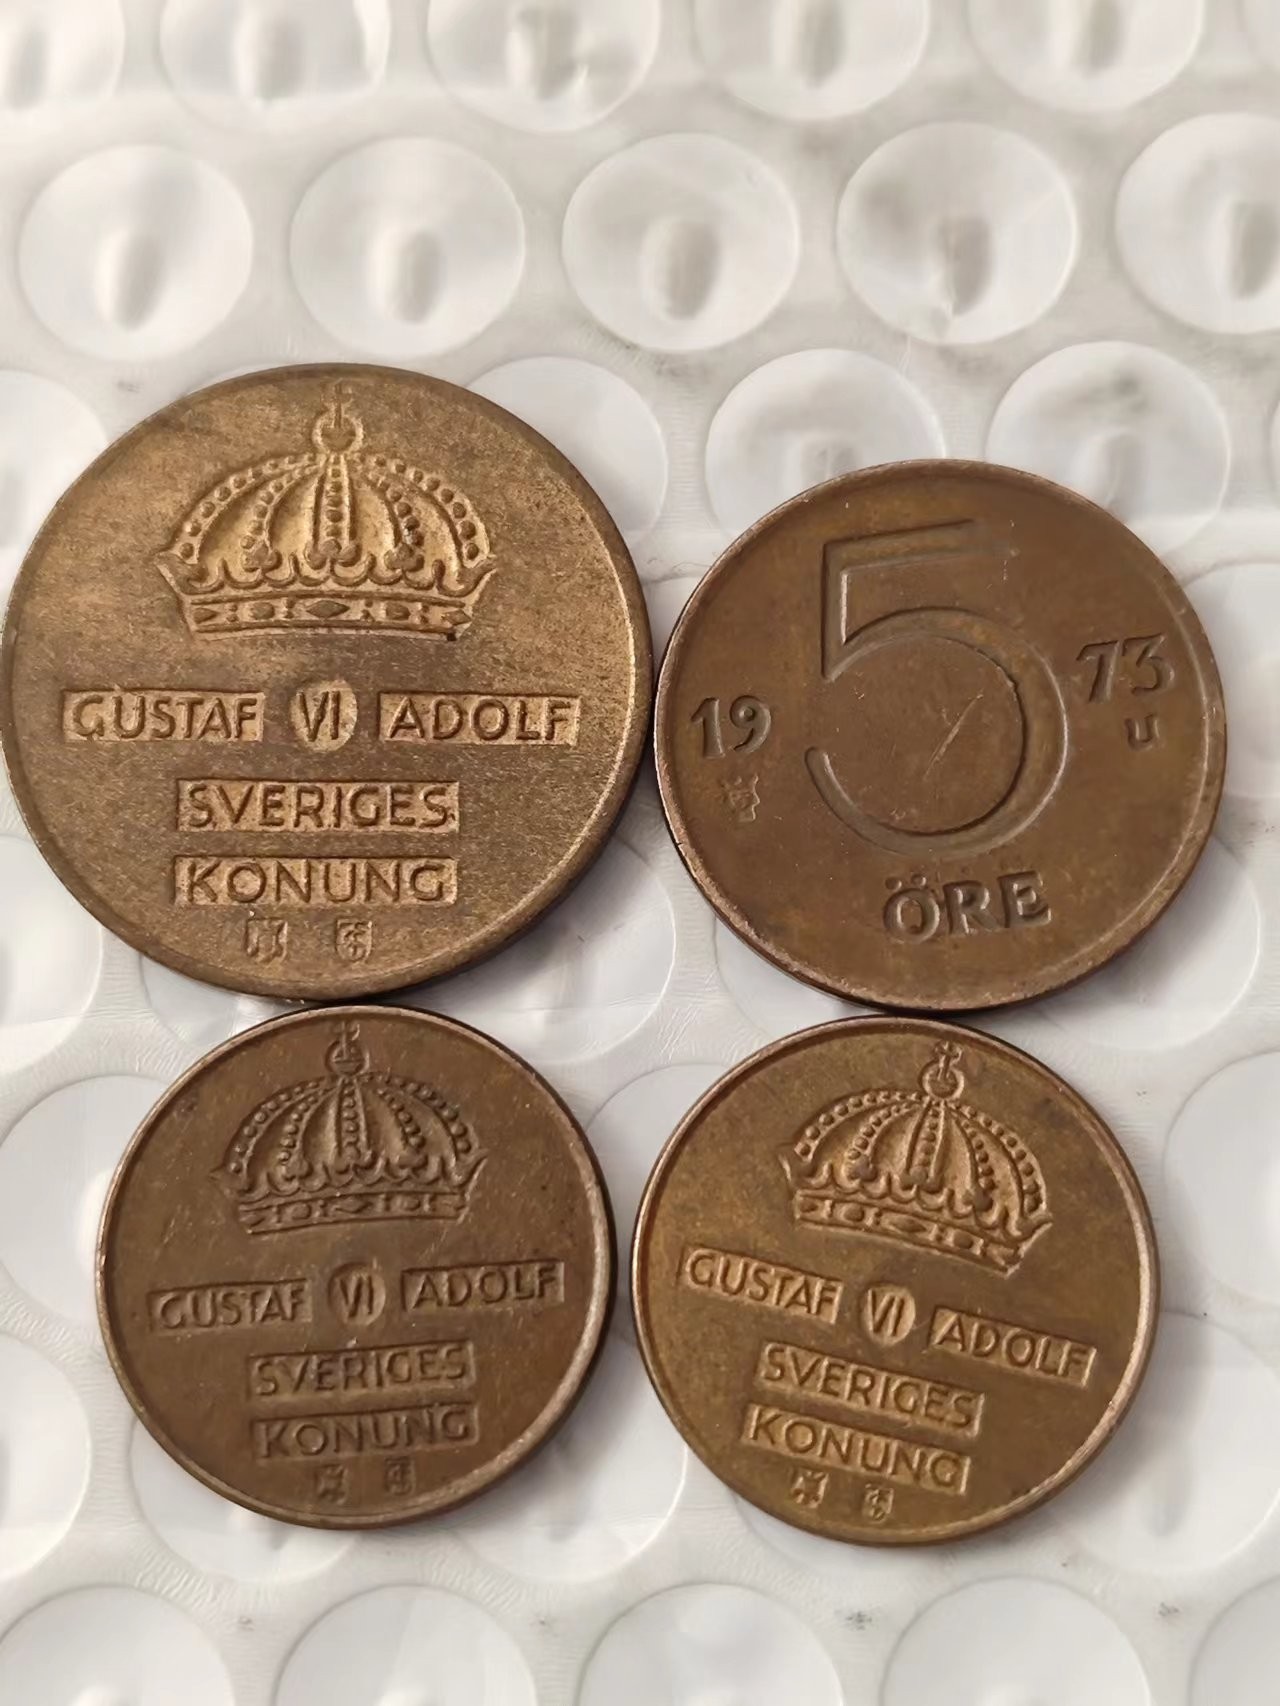 GUSTAF VI ADOLF
SVERIGES
KONUNG
5
19 73
U
ÖRE
GUSTAF VI ADOLF
SVERIGES
KONUNG
GUSTAF VI ADOLF
SVERIGES
KONUNG